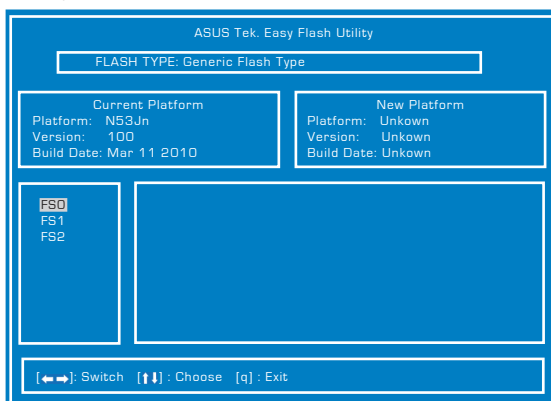 ASUS Tek. Easy Flash Utility
FLASH TYPE: Generic Flash Type
Current Platform
Platform: N53Jn
Version: 100
Build Date: Mar 11 2010
New Platform
Platform: Unkown
Version: Unkown
Build Date: Unkown
FS0
FS1
FS2
[←→]: Switch [↑↓] : Choose [q] : Exit